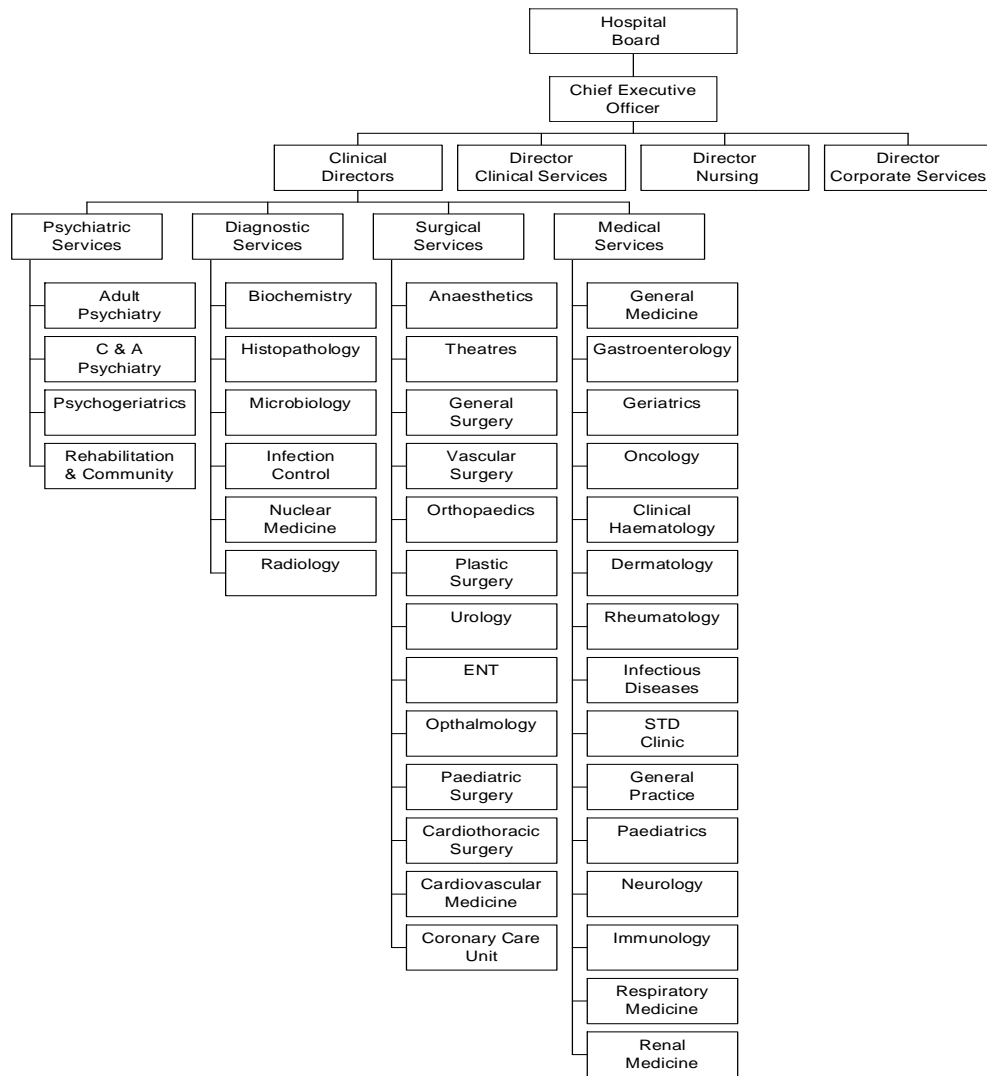 Hospital
Board
Chief Executive
Officer
Clinical
Directors
Director
Clinical Services
Director
Nursing
Director
Corporate Services
Psychiatric
Services
Diagnostic
Services
Surgical
Services
Medical
Services
Adult
Psychiatry
C & A
Psychiatry
Psychogeriatrics
Rehabilitation
& Community
Biochemistry
Histopathology
Microbiology
Infection
Control
Nuclear
Medicine
Radiology
Anaesthetics
Theatres
General
Surgery
Vascular
Surgery
Orthopaedics
Plastic
Surgery
Urology
ENT
Opthalmology
Paediatric
Surgery
Cardiothoracic
Surgery
Cardiovascular
Medicine
Coronary Care
Unit
General
Medicine
Gastroenterology
Geriatrics
Oncology
Clinical
Haematology
Dermatology
Rheumatology
Infectious
Diseases
STD
Clinic
General
Practice
Paediatrics
Neurology
Immunology
Respiratory
Medicine
Renal
Medicine